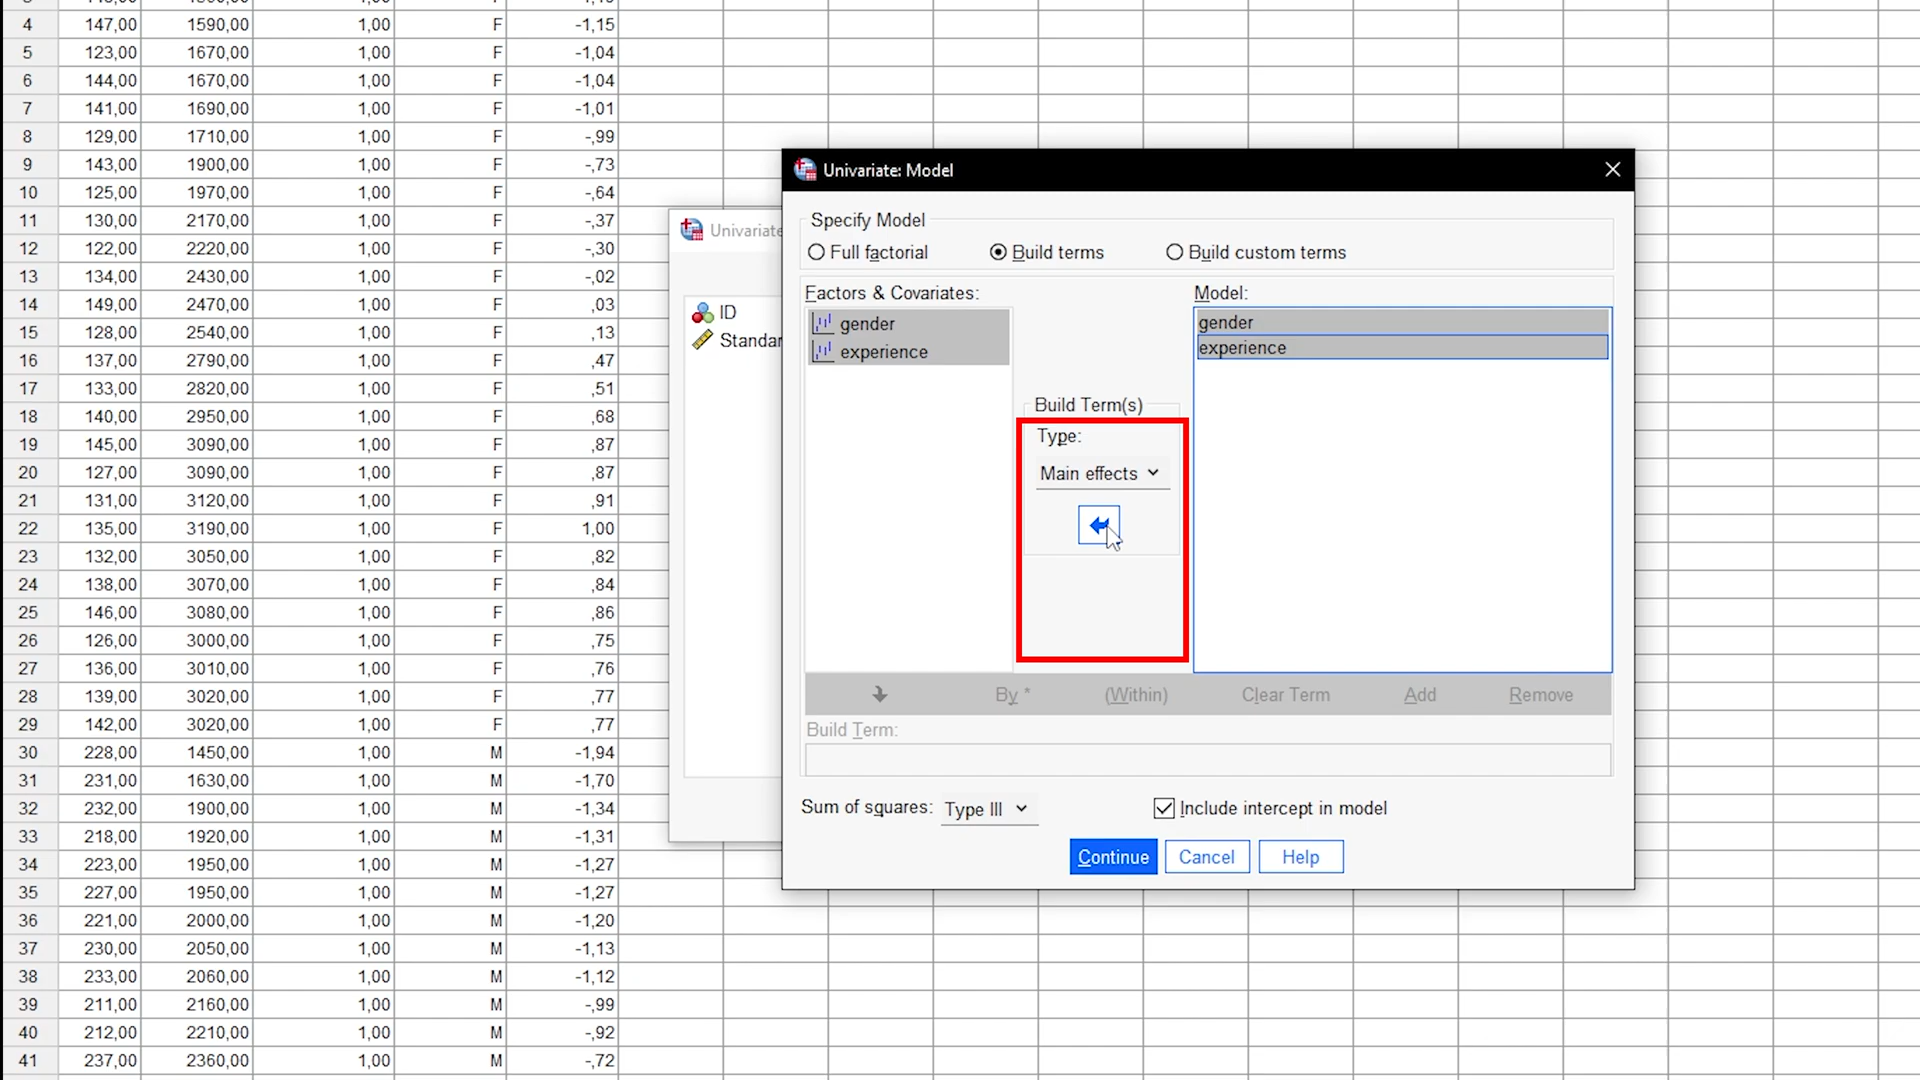 4 147,00 1590,00 1,00 F -1,15
5 123,00 1670,00 1,00 F -1,04
6 144,00 1670,00 1,00 F -1,04
7 141,00 1690,00 1,00 F -1,01
8 129,00 1710,00 1,00 F -,99
9 143,00 1900,00 1,00 F -,73
10 125,00 1970,00 1,00 F -,64
11 130,00 2170,00 1,00 F -,37
12 122,00 2220,00 1,00 F -,30
13 134,00 2430,00 1,00 F -,02
14 149,00 2470,00 1,00 F ,03
15 128,00 2540,00 1,00 F ,13
16 137,00 2790,00 1,00 F ,47
17 133,00 2820,00 1,00 F ,51
18 140,00 2950,00 1,00 F ,68
19 145,00 3090,00 1,00 F ,87
20 127,00 3090,00 1,00 F ,87
21 131,00 3120,00 1,00 F ,91
22 135,00 3190,00 1,00 F 1,00
23 132,00 3050,00 1,00 F ,82
24 138,00 3070,00 1,00 F ,84
25 146,00 3080,00 1,00 F ,86
26 126,00 3000,00 1,00 F ,75
27 136,00 3010,00 1,00 F ,76
28 139,00 3020,00 1,00 F ,77
29 142,00 3020,00 1,00 F ,77
30 228,00 1450,00 1,00 M -1,94
31 231,00 1630,00 1,00 M -1,70
32 232,00 1900,00 1,00 M -1,34
33 218,00 1920,00 1,00 M -1,31
34 223,00 1950,00 1,00 M -1,27
35 227,00 1950,00 1,00 M -1,27
36 221,00 2000,00 1,00 M -1,20
37 230,00 2050,00 1,00 M -1,13
38 233,00 2060,00 1,00 M -1,12
39 211,00 2160,00 1,00 M -,99
40 212,00 2210,00 1,00 M -,92
41 237,00 2360,00 1,00 M -,72
Univariate
ID
Standar
Univariate: Model
Specify Model
Full factorial Build terms Build custom terms
Factors & Covariates:
gender
experience
Build Term(s)
Type:
Main effects
Model:
gender
experience
By * (Within) Clear Term Add Remove
Build Term:
Sum of squares: Type III Include intercept in model
Continue Cancel Help